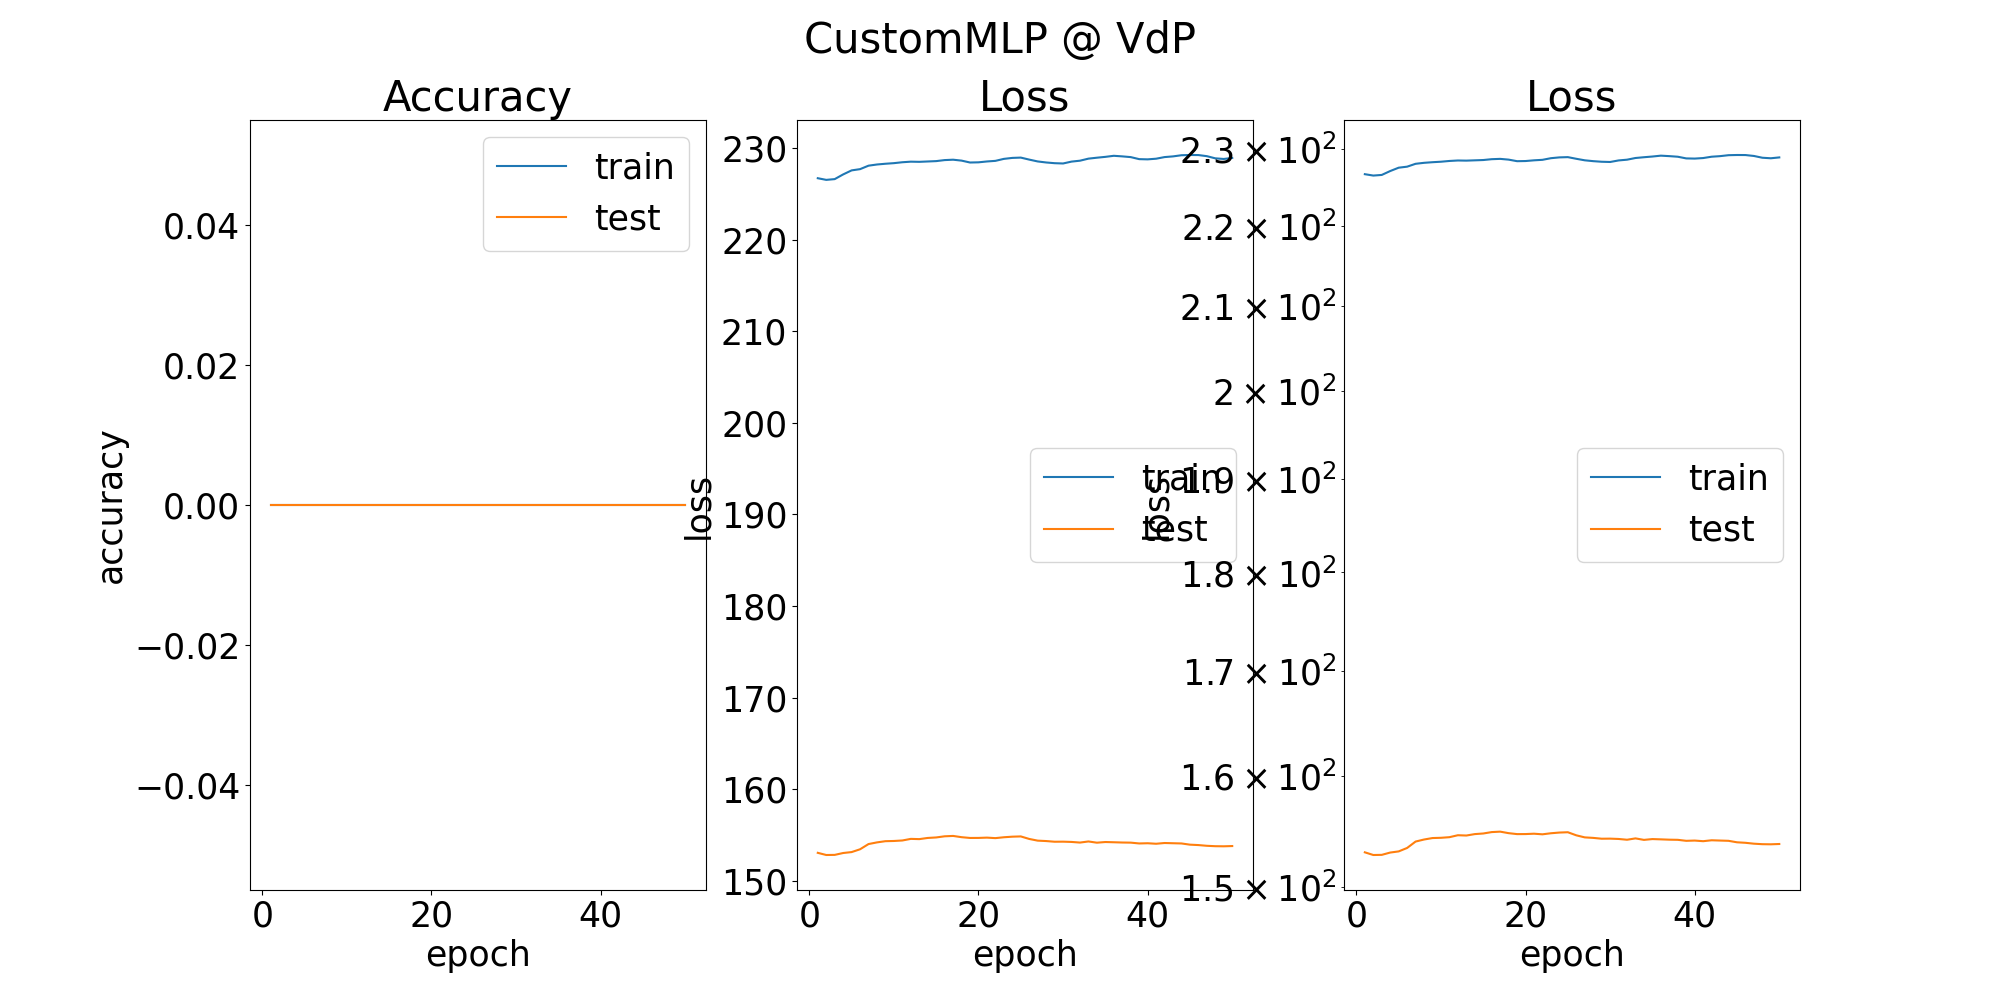 CustomMLP @ VdP
Accuracy
accuracy
0.04
0.02
0.00
−0.02
−0.04
0 20 40
epoch
train
test
Loss
loss
230
220
210
200
190
180
170
160
150
0 20 40
epoch
train
test
Loss
loss
2.3 × 10²
2.2 × 10²
2.1 × 10²
2 × 10²
1.9 × 10²
1.8 × 10²
1.7 × 10²
1.6 × 10²
1.5 × 10²
0 20 40
epoch
train
test